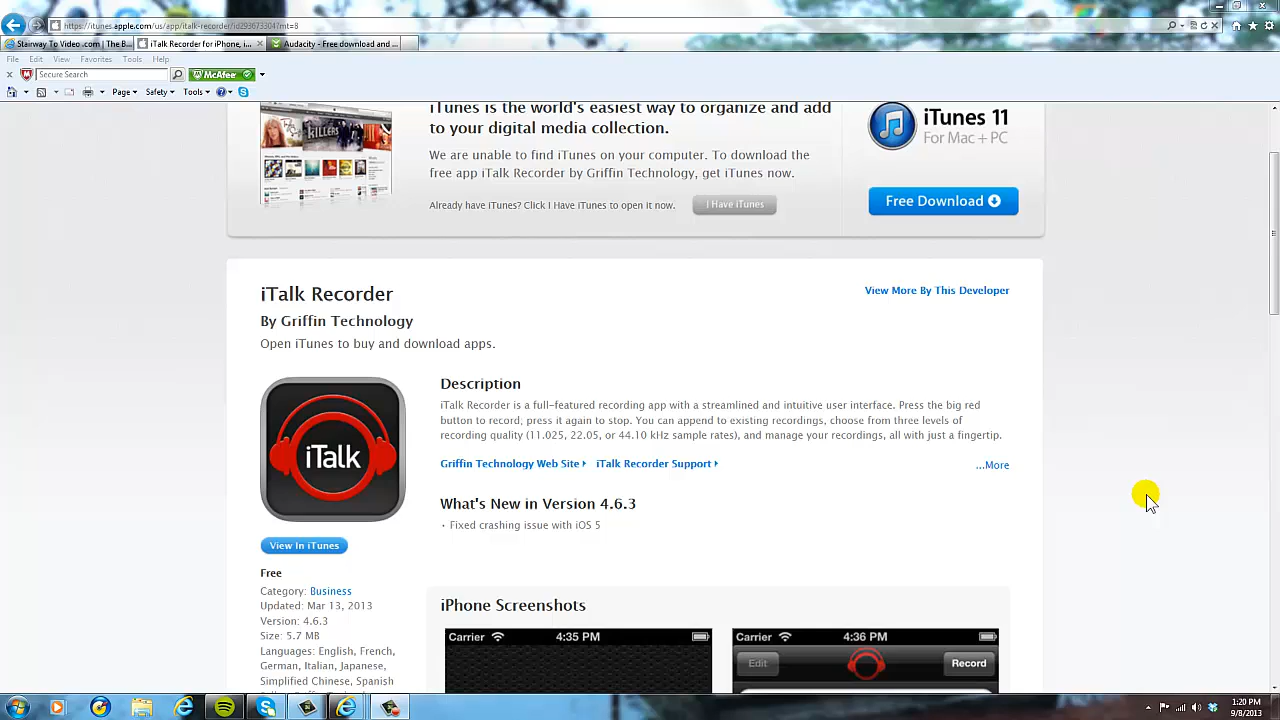 https://itunes.apple.com/us/app/italk-recorder/id293673304?mt=8
Stairway To Video .com | The B...
iTalk Recorder for iPhone, i...
Audacity - Free download and ...
File Edit View Favorites Tools Help
Secure Search
McAfee
Page Safety Tools
iTunes is the world's easiest way to organize and add
to your digital media collection.
We are unable to find iTunes on your computer. To download the
free app iTalk Recorder by Griffin Technology, get iTunes now.
Already have iTunes? Click I Have iTunes to open it now.
I Have iTunes
iTunes 11
For Mac + PC
Free Download
iTalk Recorder
View More By This Developer
By Griffin Technology
Open iTunes to buy and download apps.
iTalk
View In iTunes
Free
Category: Business
Updated: Mar 13, 2013
Version: 4.6.3
Size: 5.7 MB
Languages: English, French,
German, Italian, Japanese,
Simplified Chinese, Spanish
Description
iTalk Recorder is a full-featured recording app with a streamlined and intuitive user interface. Press the big red
button to record; press it again to stop. You can append to existing recordings, choose from three levels of
recording quality (11.025, 22.05, or 44.10 kHz sample rates), and manage your recordings, all with just a fingertip.
Griffin Technology Web Site
iTalk Recorder Support
...More
What's New in Version 4.6.3
• Fixed crashing issue with iOS 5
iPhone Screenshots
Carrier 4:35 PM
Carrier 4:36 PM
Edit
Record
1:20 PM
9/8/2013